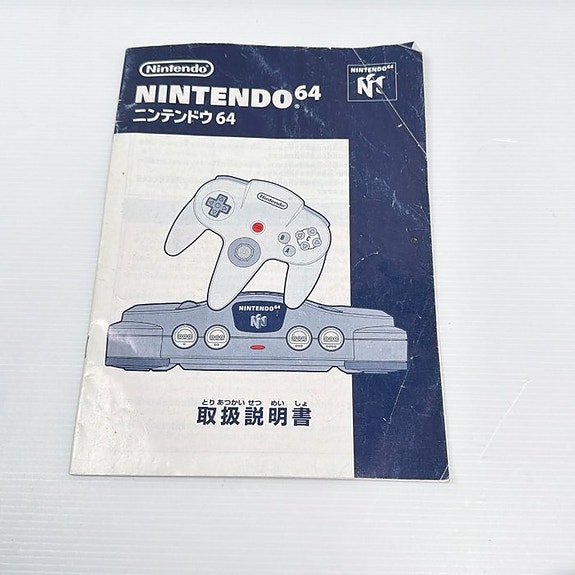 Nintendo
NINTENDO64
®
ニンテンドウ64
NINTENDO64
Nintendo
B
A
NINTENDO64
とりあつかいせつ めい しょ
取扱説明書